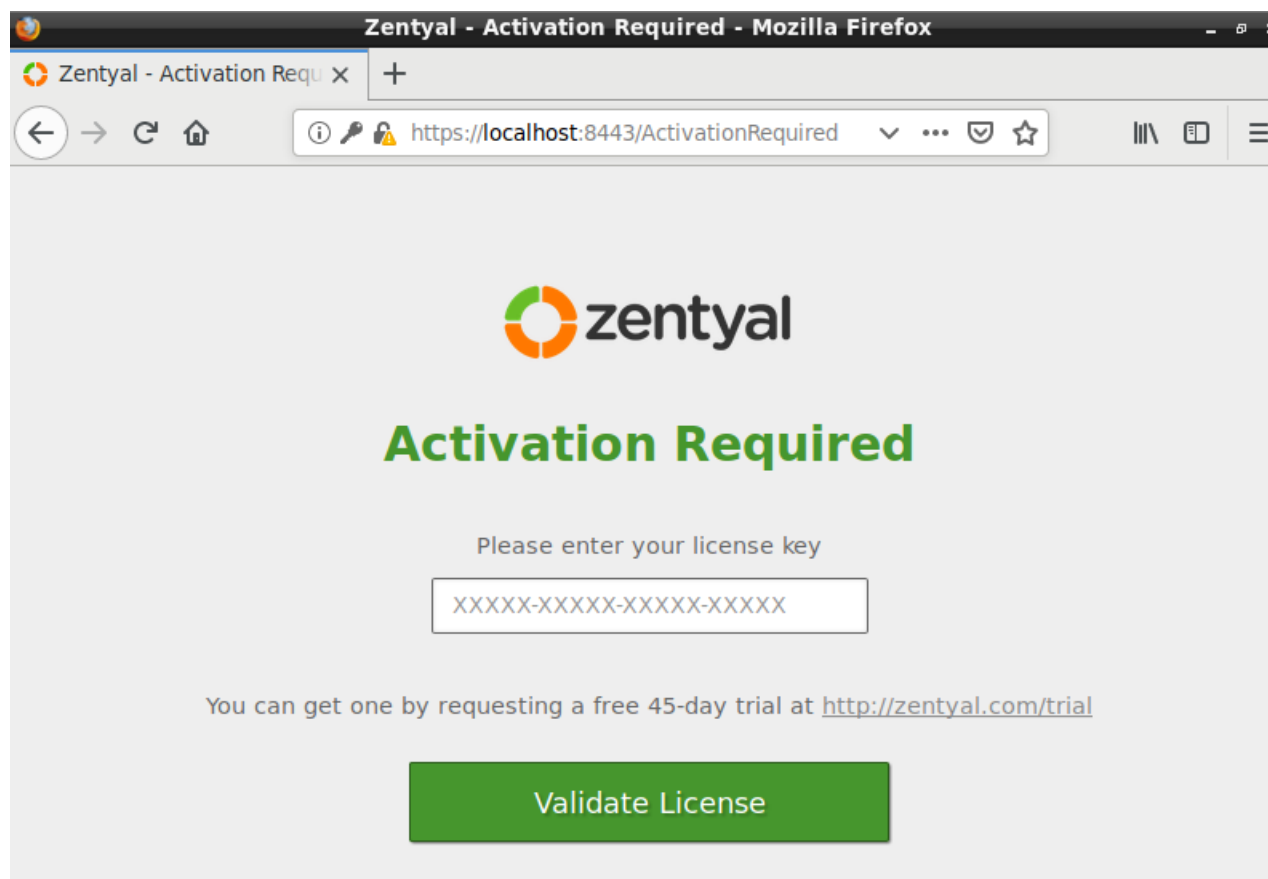 Zentyal - Activation Required - Mozilla Firefox
Zentyal - Activation Requ
https://localhost:8443/ActivationRequired
zentyal
Activation Required
Please enter your license key
XXXXX-XXXXX-XXXXX-XXXXX
You can get one by requesting a free 45-day trial at http://zentyal.com/trial
Validate License